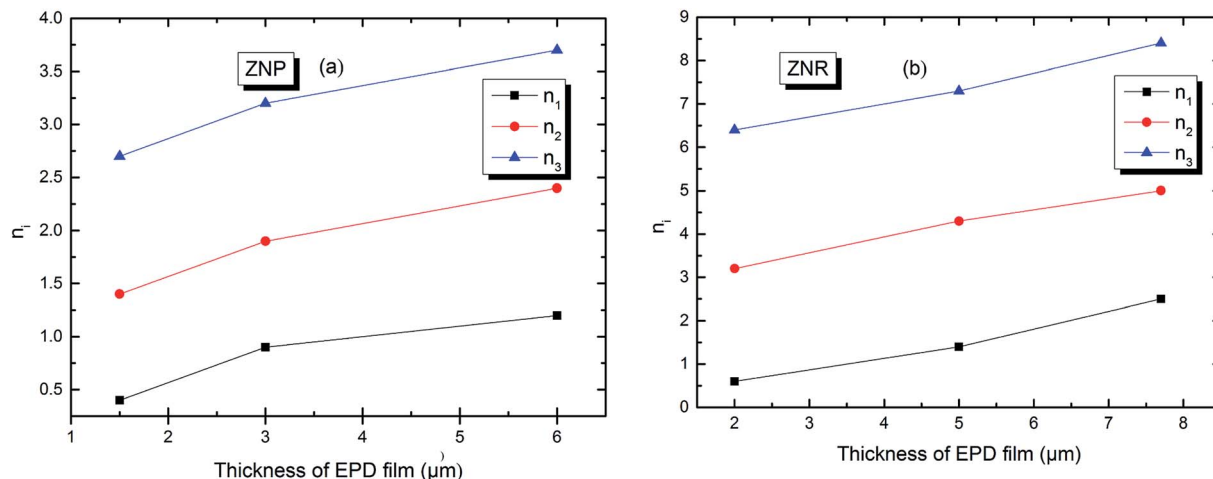 ZNP
(a)
n₁
n₂
n₃
4.0
3.5
3.0
2.5
2.0
1.5
1.0
0.5
nᵢ
1 2 3 4 5 6
Thickness of EPD film (μm)
ZNR
(b)
n₁
n₂
n₃
9
8
7
6
5
4
3
2
1
0
nᵢ
2 3 4 5 6 7 8
Thickness of EPD film (μm)